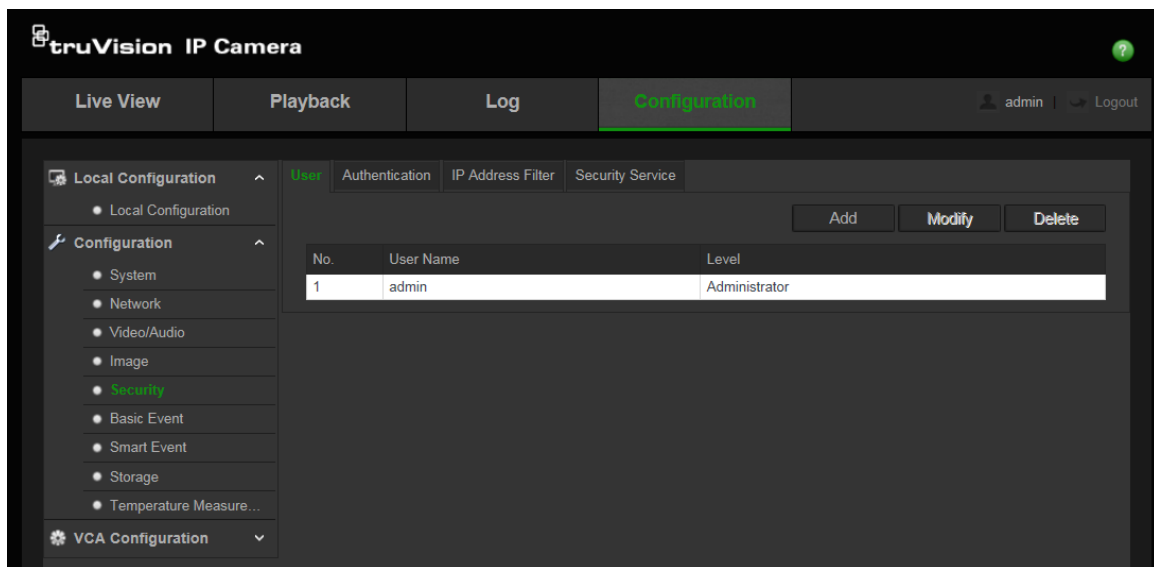 truVision IP Camera
?
Live View Playback Log Configuration admin | Logout
Local Configuration
Local Configuration
Configuration
System
Network
Video/Audio
Image
Security
Basic Event
Smart Event
Storage
Temperature Measure...
VCA Configuration
User Authentication IP Address Filter Security Service
Add Modify Delete
No. User Name Level
1 admin Administrator